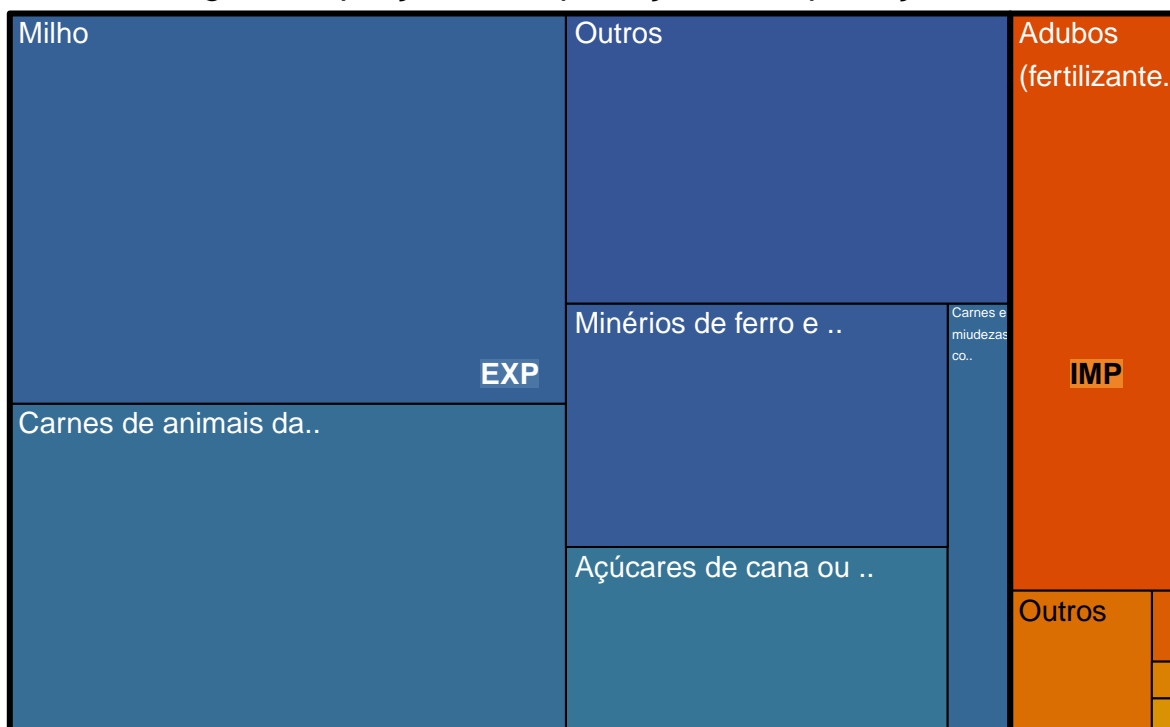 Milho
Outros
Adubos
(fertilizante.
EXP
Minérios de ferro e ..
Carnes e
miudezas
co..
IMP
Carnes de animais da..
Açúcares de cana ou ..
Outros